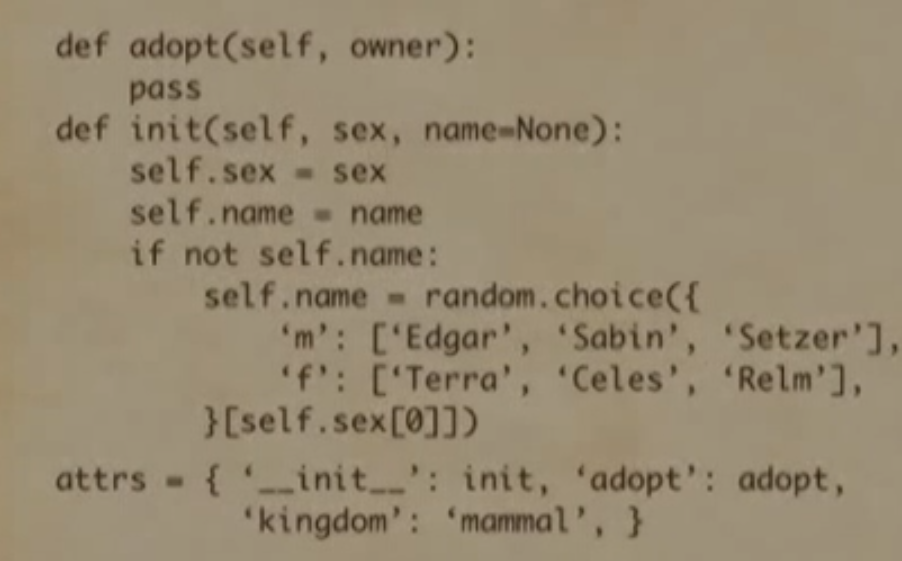 def adopt(self, owner):
    pass
def init(self, sex, name=None):
    self.sex = sex
    self.name = name
    if not self.name:
        self.name = random.choice({
            ‘m’: [‘Edgar’, ‘Sabin’, ‘Setzer’],
            ‘f’: [‘Terra’, ‘Celes’, ‘Relm’],
        }[self.sex[0]])
attrs = { ‘__init__’: init, ‘adopt’: adopt,
          ‘kingdom’: ‘mammal’, }